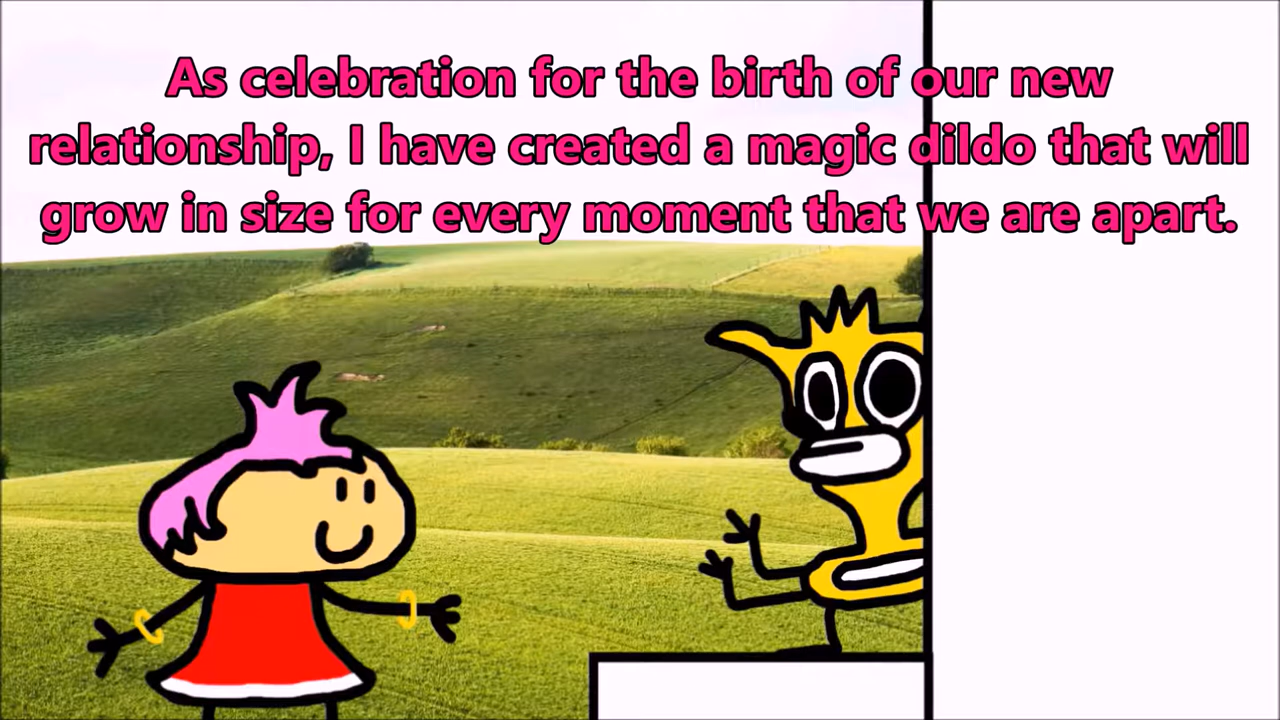 As celebration for the birth of our new
relationship, I have created a magic dildo that will
grow in size for every moment that we are apart.